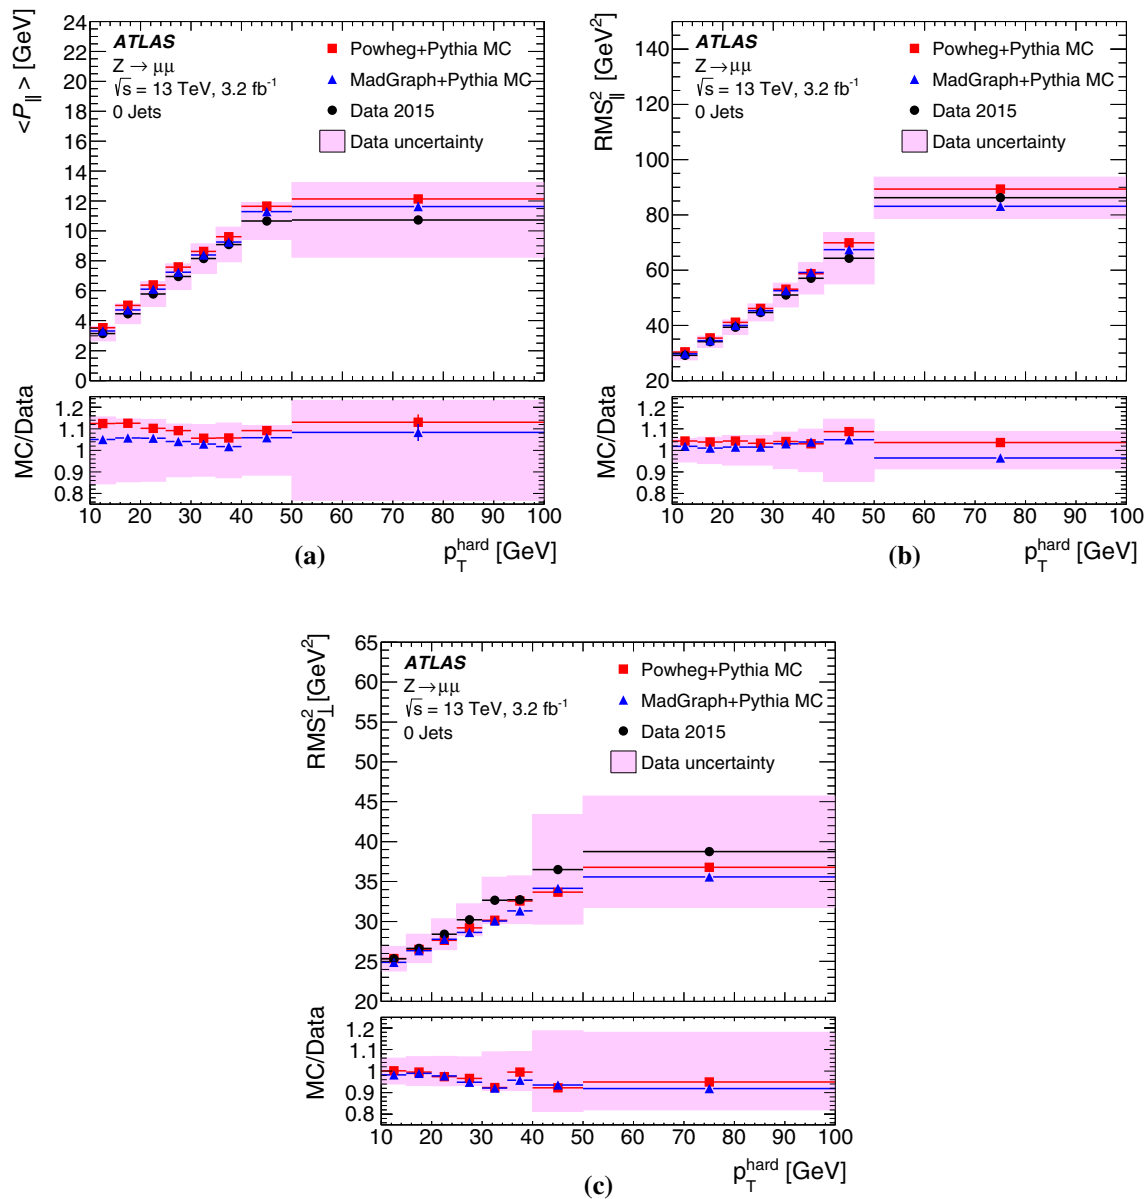 <P∥> [GeV]
24
22
20
18
16
14
12
10
8
6
4
2
0
ATLAS
Z→μμ
√s = 13 TeV, 3.2 fb⁻¹
0 Jets
Powheg+Pythia MC
MadGraph+Pythia MC
Data 2015
Data uncertainty
MC/Data
1.2
1.1
1
0.9
0.8
10 20 30 40 50 60 70 80 90 100
(a)
p_T^hard [GeV]
RMS²∥ [GeV²]
140
120
100
80
60
40
20
ATLAS
Z→μμ
√s = 13 TeV, 3.2 fb⁻¹
0 Jets
Powheg+Pythia MC
MadGraph+Pythia MC
Data 2015
Data uncertainty
MC/Data
1.2
1.1
1
0.9
0.8
10 20 30 40 50 60 70 80 90 100
(b)
p_T^hard [GeV]
RMS²⊥ [GeV²]
65
60
55
50
45
40
35
30
25
20
ATLAS
Z→μμ
√s = 13 TeV, 3.2 fb⁻¹
0 Jets
Powheg+Pythia MC
MadGraph+Pythia MC
Data 2015
Data uncertainty
MC/Data
1.2
1.1
1
0.9
0.8
10 20 30 40 50 60 70 80 90 100
p_T^hard [GeV]
(c)